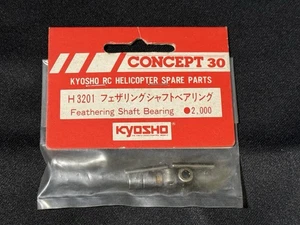 CONCEPT 30
KYOSHO RC HELICOPTER SPARE PARTS
H3201 フェザリングシャフトベアリング
Feathering Shaft Bearing ●2,000
KYOSHO